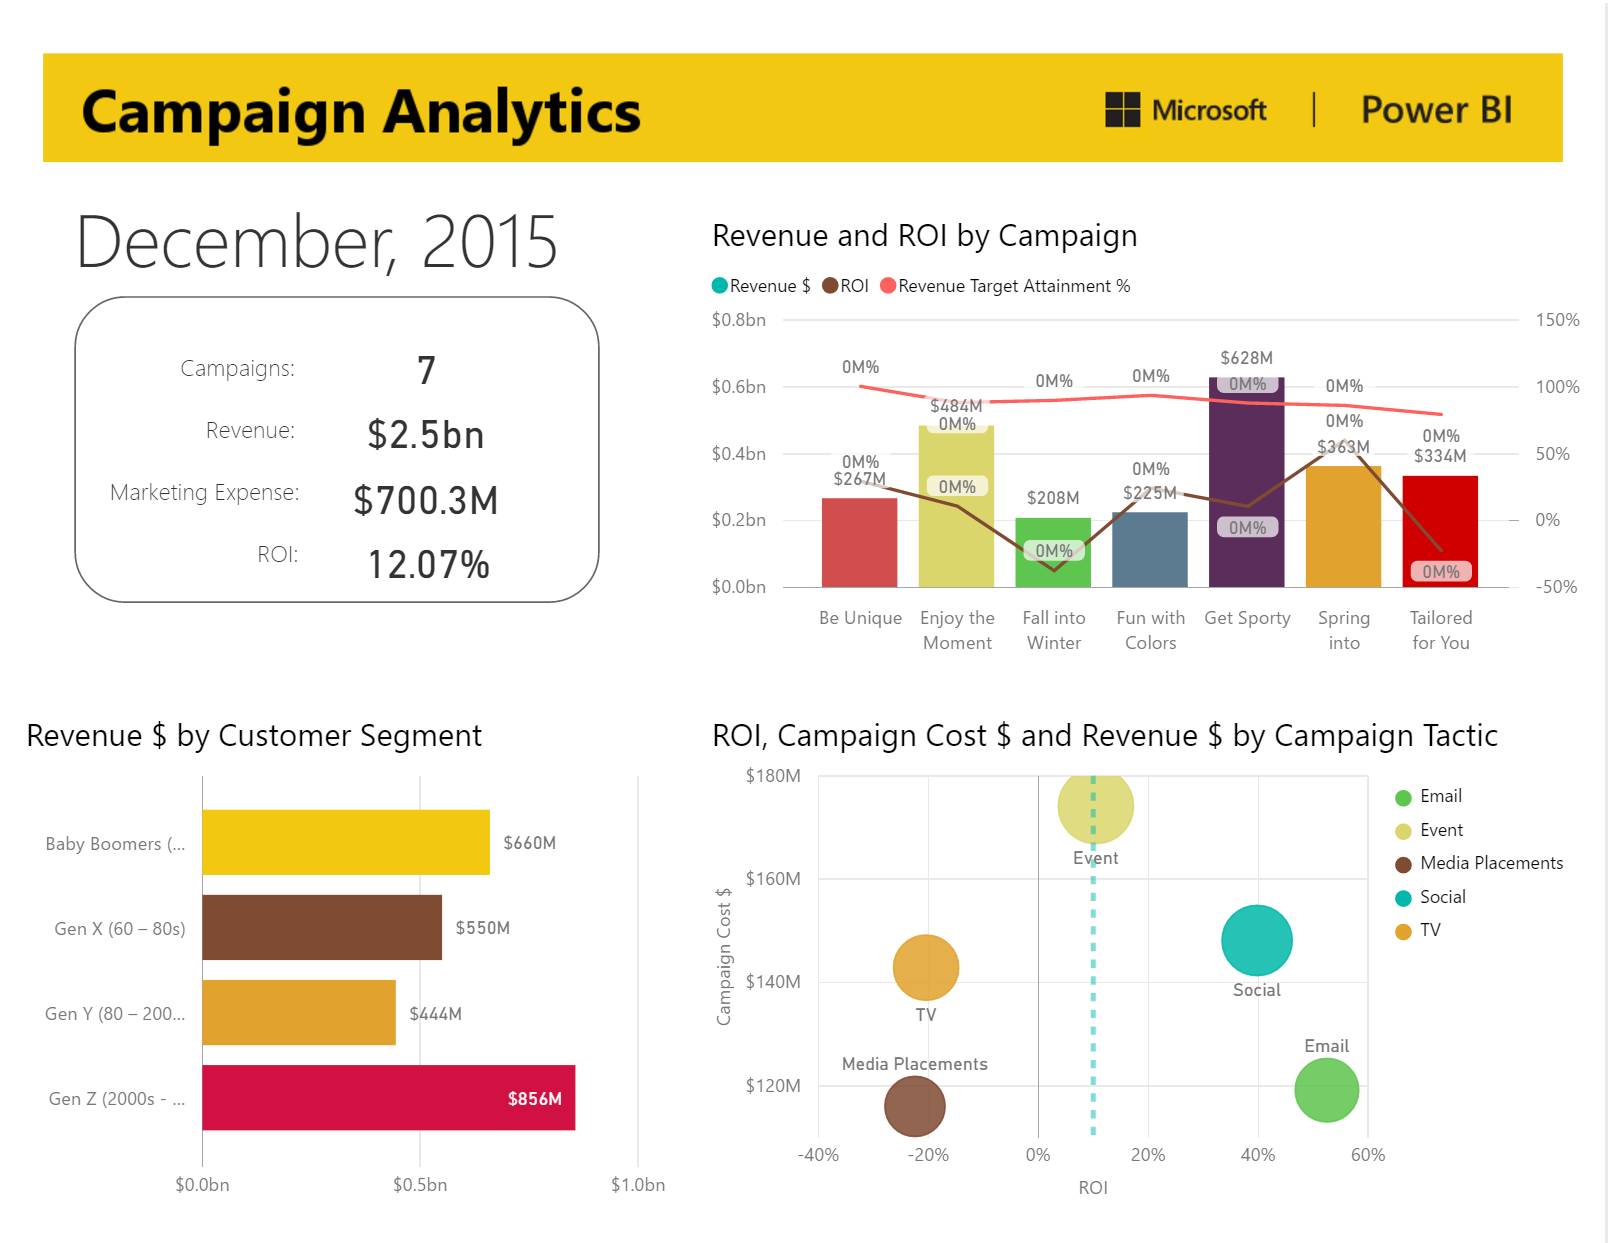 Campaign Analytics
Microsoft | Power BI
December, 2015
Campaigns: 7
Revenue: $2.5bn
Marketing Expense: $700.3M
ROI: 12.07%
Revenue and ROI by Campaign
Revenue $ ROI Revenue Target Attainment %
$0.8bn 150%
$0.6bn 100%
$0.4bn 50%
$0.2bn 0%
$0.0bn -50%
0M% 0M% 0M% 0M% 0M% 0M% 0M%
$267M $484M $208M $225M $628M $363M $334M
0M% 0M% 0M% 0M% 0M% 0M% 0M%
Be Unique Enjoy the Fall into Fun with Get Sporty Spring Tailored
Moment Winter Colors into for You
Revenue $ by Customer Segment
Baby Boomers (... $660M
Gen X (60 – 80s) $550M
Gen Y (80 – 200... $444M
Gen Z (2000s - ... $856M
$0.0bn $0.5bn $1.0bn
ROI, Campaign Cost $ and Revenue $ by Campaign Tactic
Campaign Cost $
$180M
$160M
$140M
$120M
Event
Social
TV
Email
Media Placements
-40% -20% 0% 20% 40% 60%
ROI
Email
Event
Media Placements
Social
TV